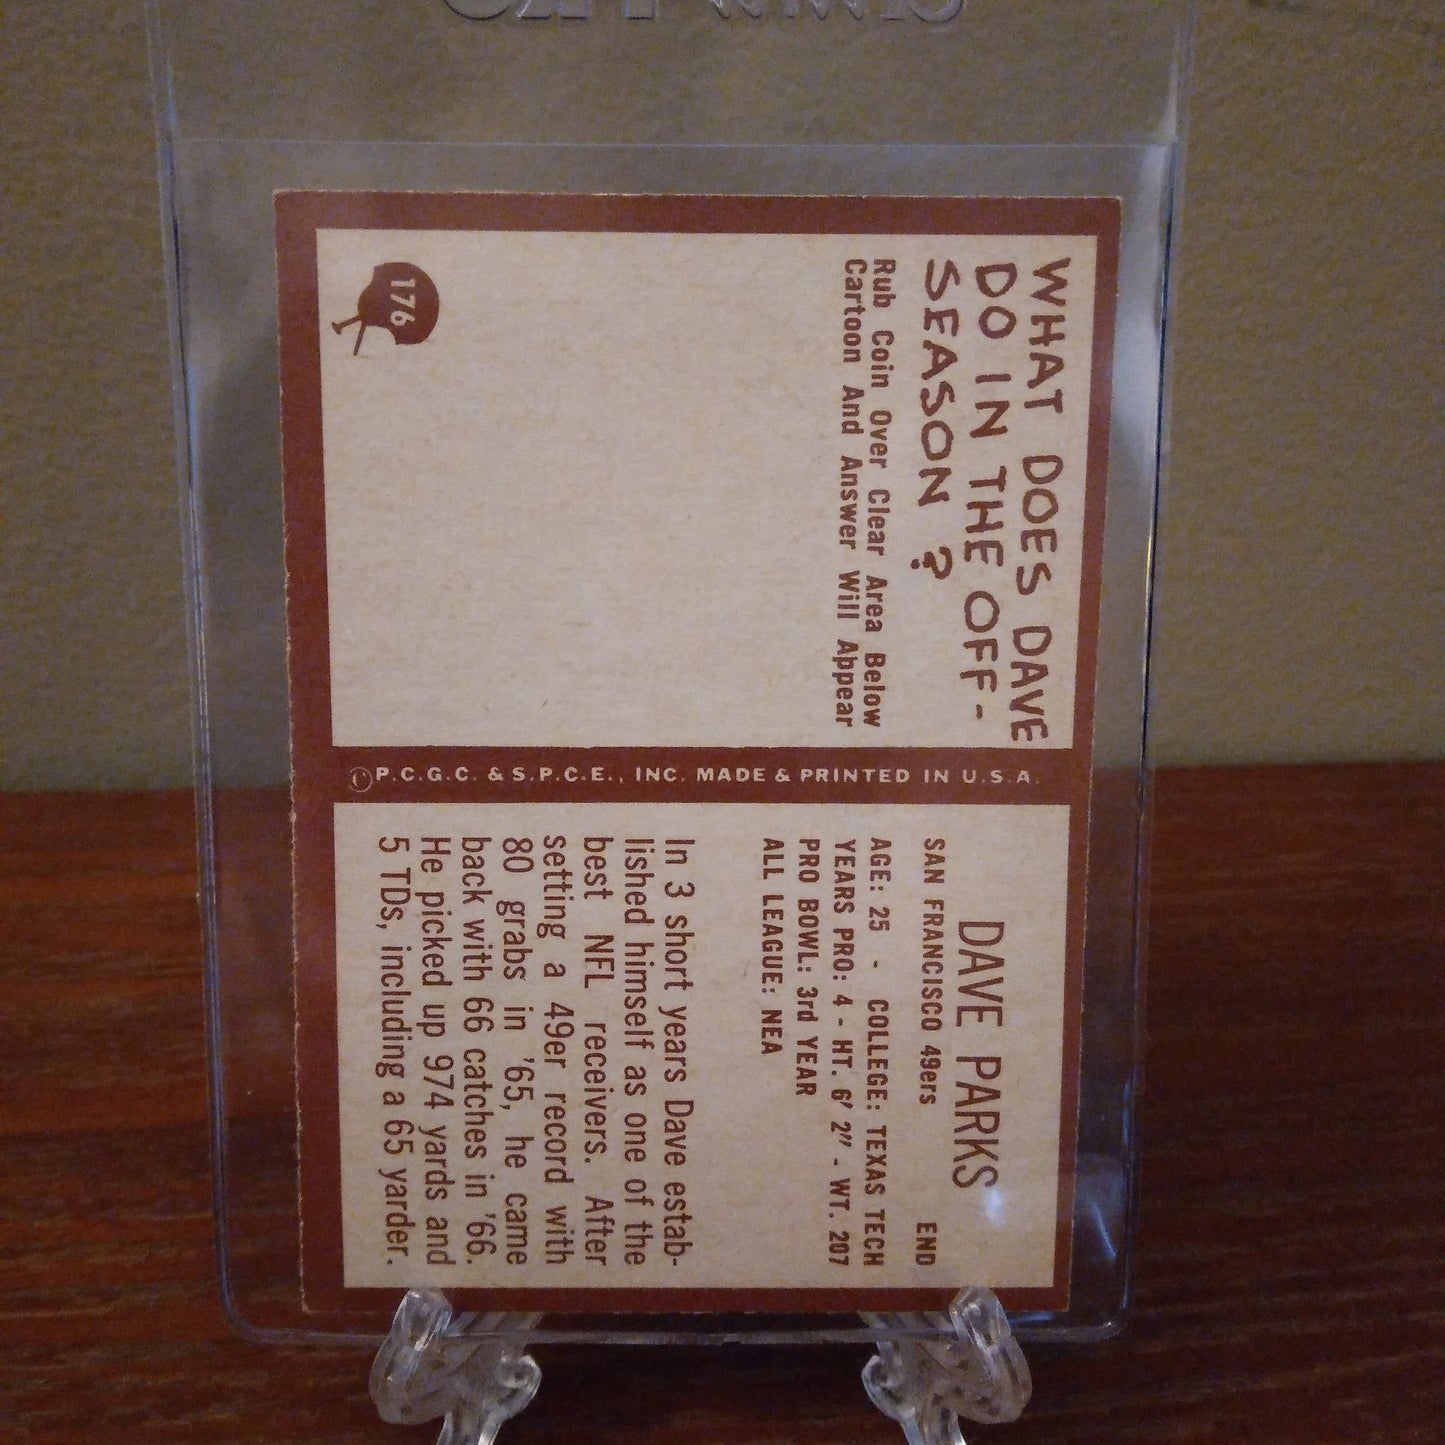 WHAT DOES DAVE
DO IN THE OFF-
SEASON ?
Rub Coin Over Clear Area Below
Cartoon And Answer Will Appear
176
P.C.G.C. & S.P.C.E., INC. MADE & PRINTED IN U.S.A.
DAVE PARKS
SAN FRANCISCO 49ers END
AGE: 25 - COLLEGE: TEXAS TECH
YEARS PRO: 4 - HT. 6' 2" - WT. 207
PRO BOWL: 3rd YEAR
ALL LEAGUE: NEA
In 3 short years Dave estab-
lished himself as one of the
best NFL receivers. After
setting a 49er record with
80 grabs in '65, he came
back with 66 catches in '66.
He picked up 974 yards and
5 TDs, including a 65 yarder.